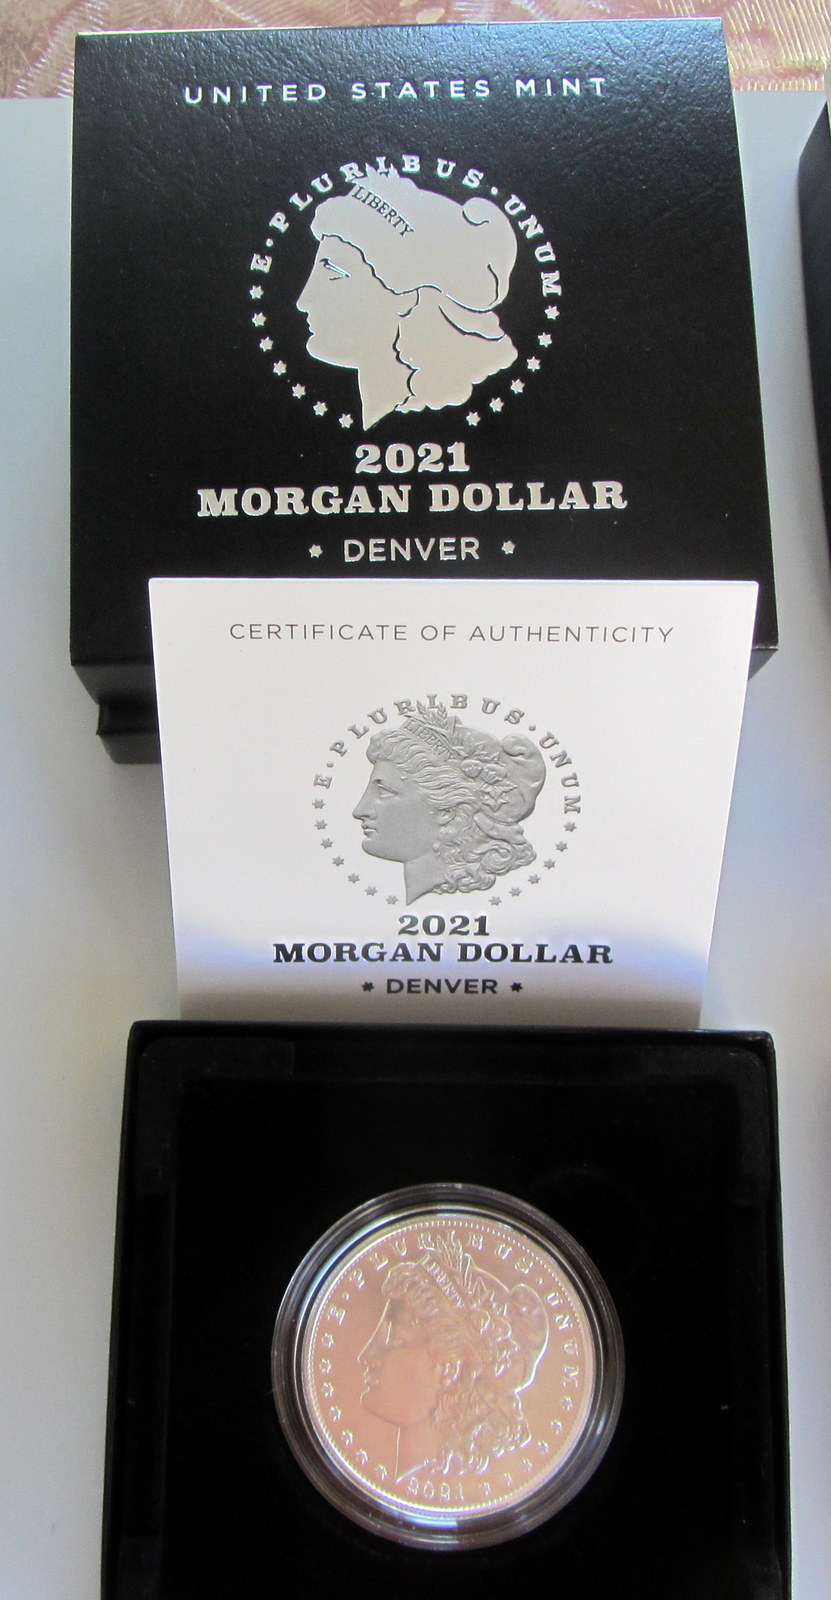 UNITED STATES MINT
E · PLURIBUS · UNUM
LIBERTY
2021
MORGAN DOLLAR
* DENVER *
CERTIFICATE OF AUTHENTICITY
E · PLURIBUS · UNUM
LIBERTY
2021
MORGAN DOLLAR
* DENVER *
E · PLURIBUS · UNUM
LIBERTY
2021